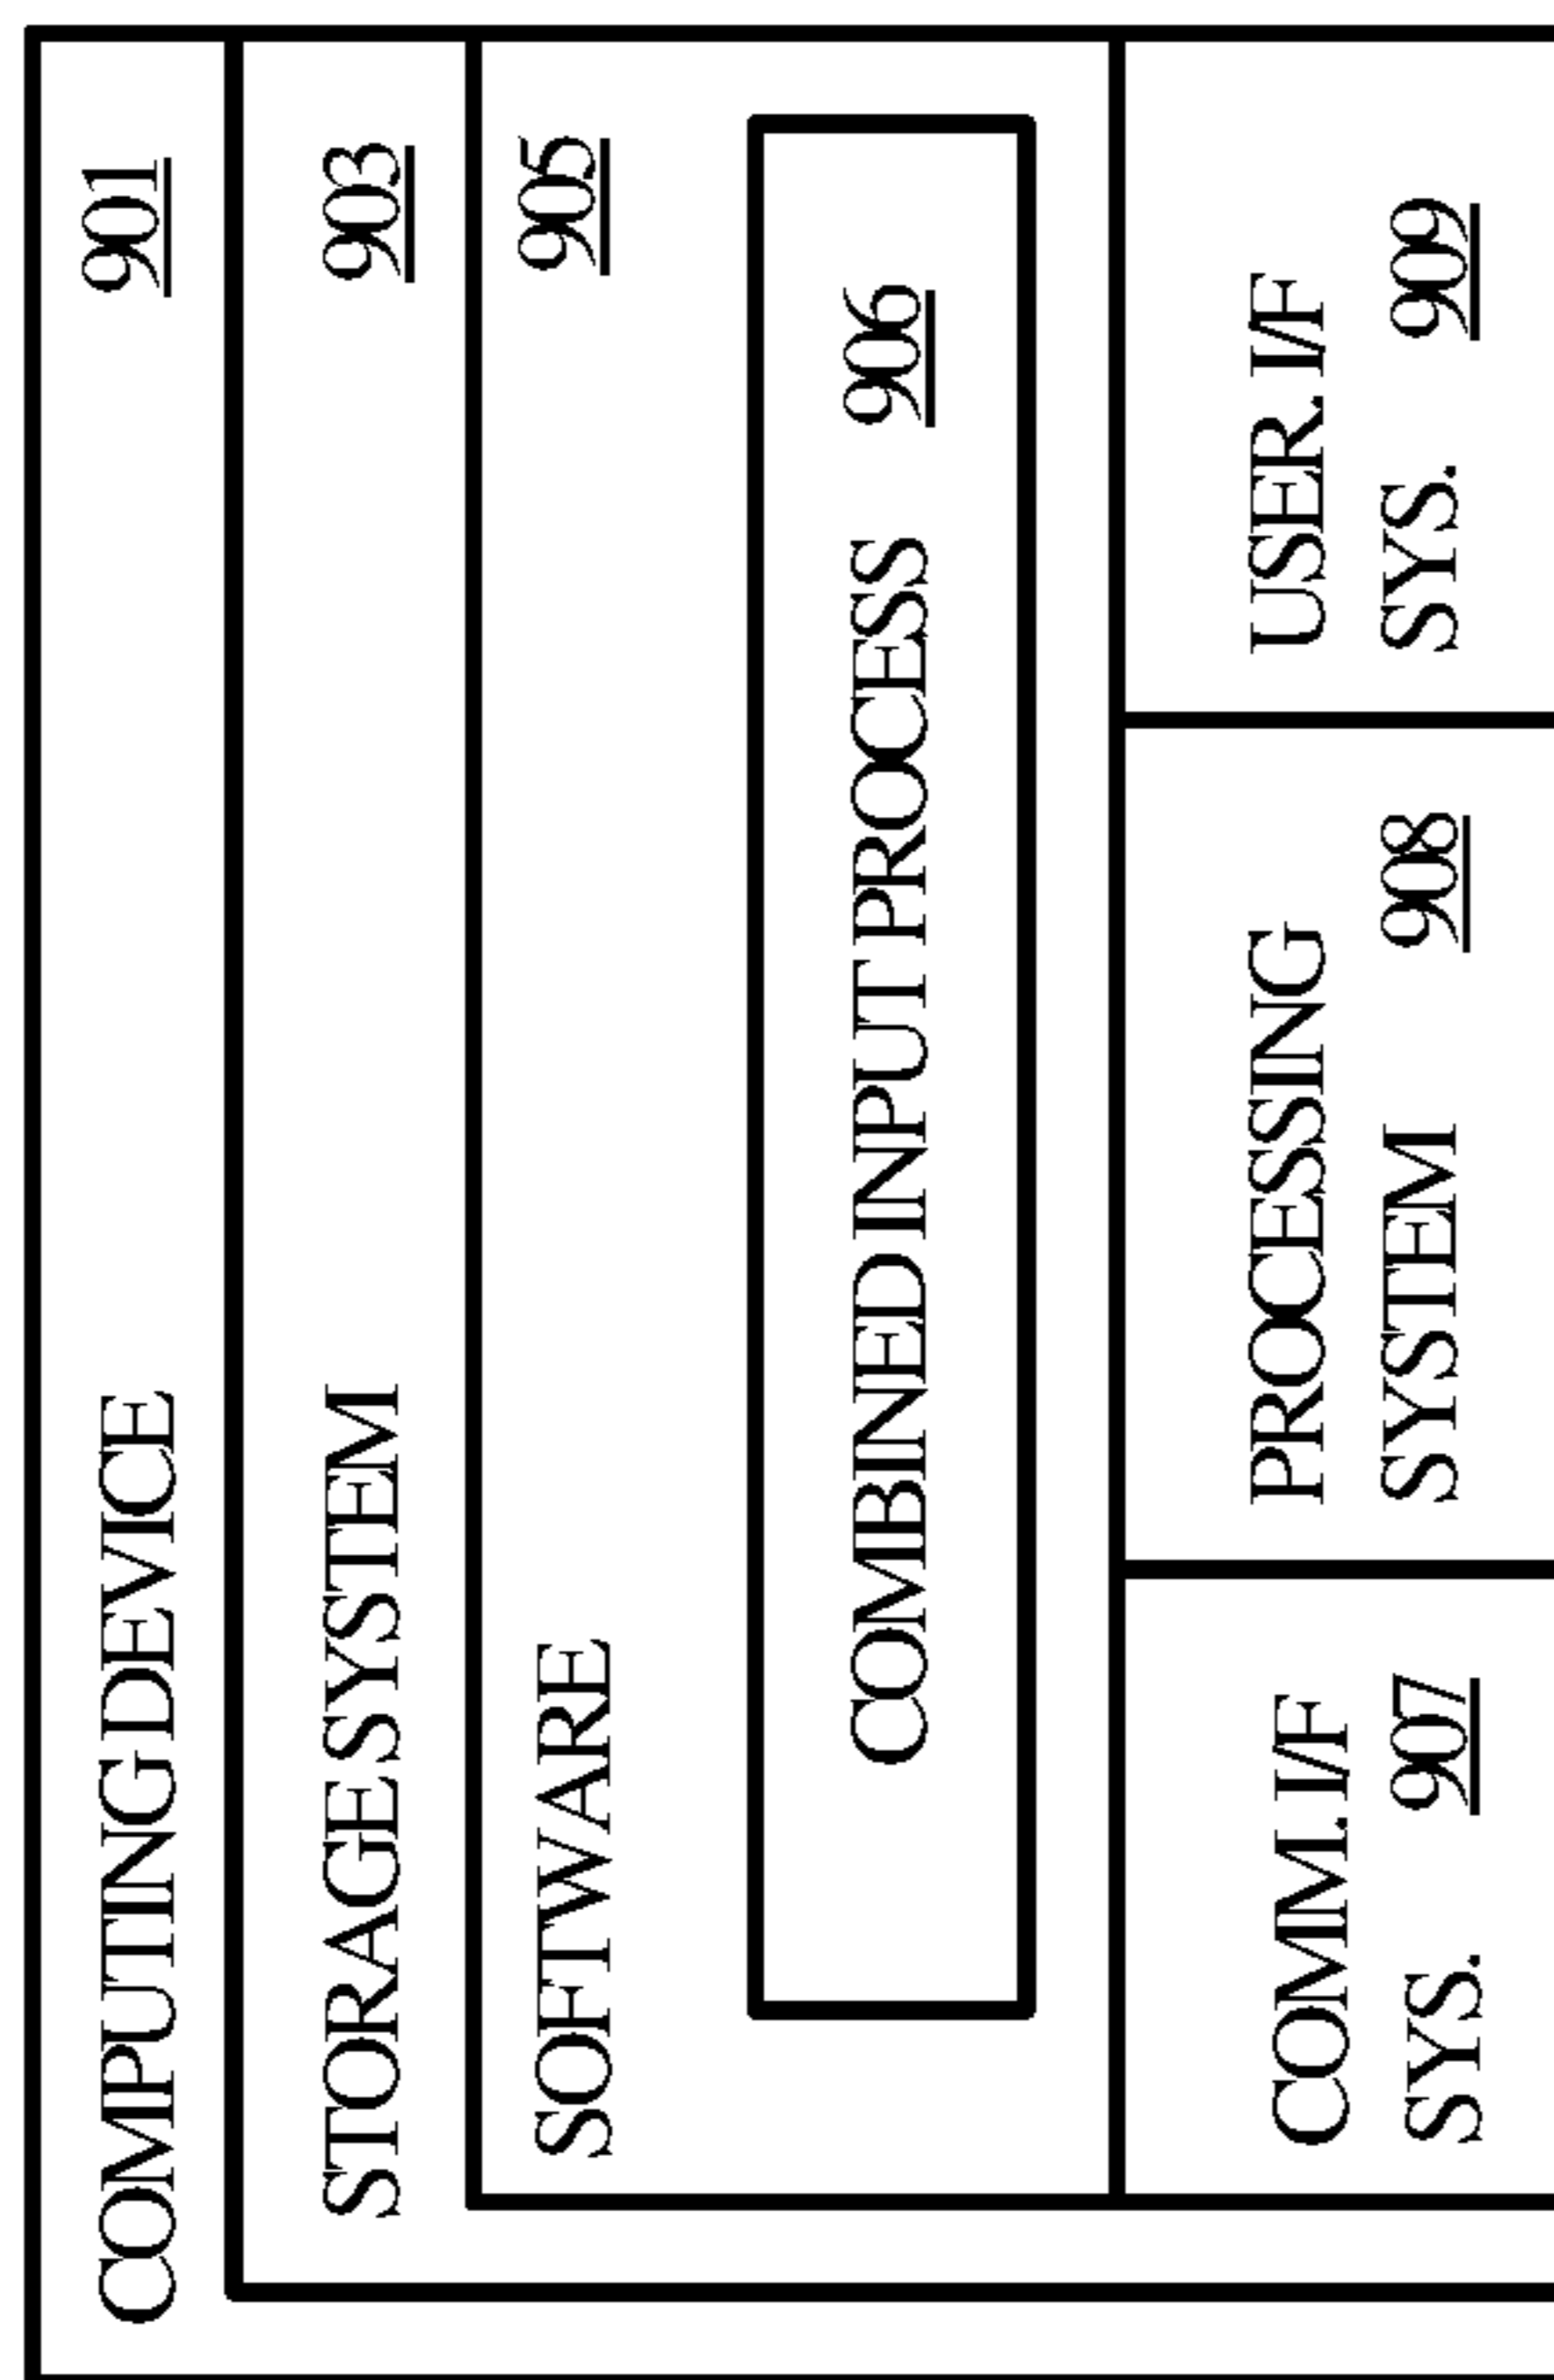 COMPUTING DEVICE 901
STORAGE SYSTEM 903
SOFTWARE 905
COMBINED INPUT PROCESS 906
COMM. I/F
SYS. 907
PROCESSING
SYSTEM 908
USER. I/F
SYS. 909